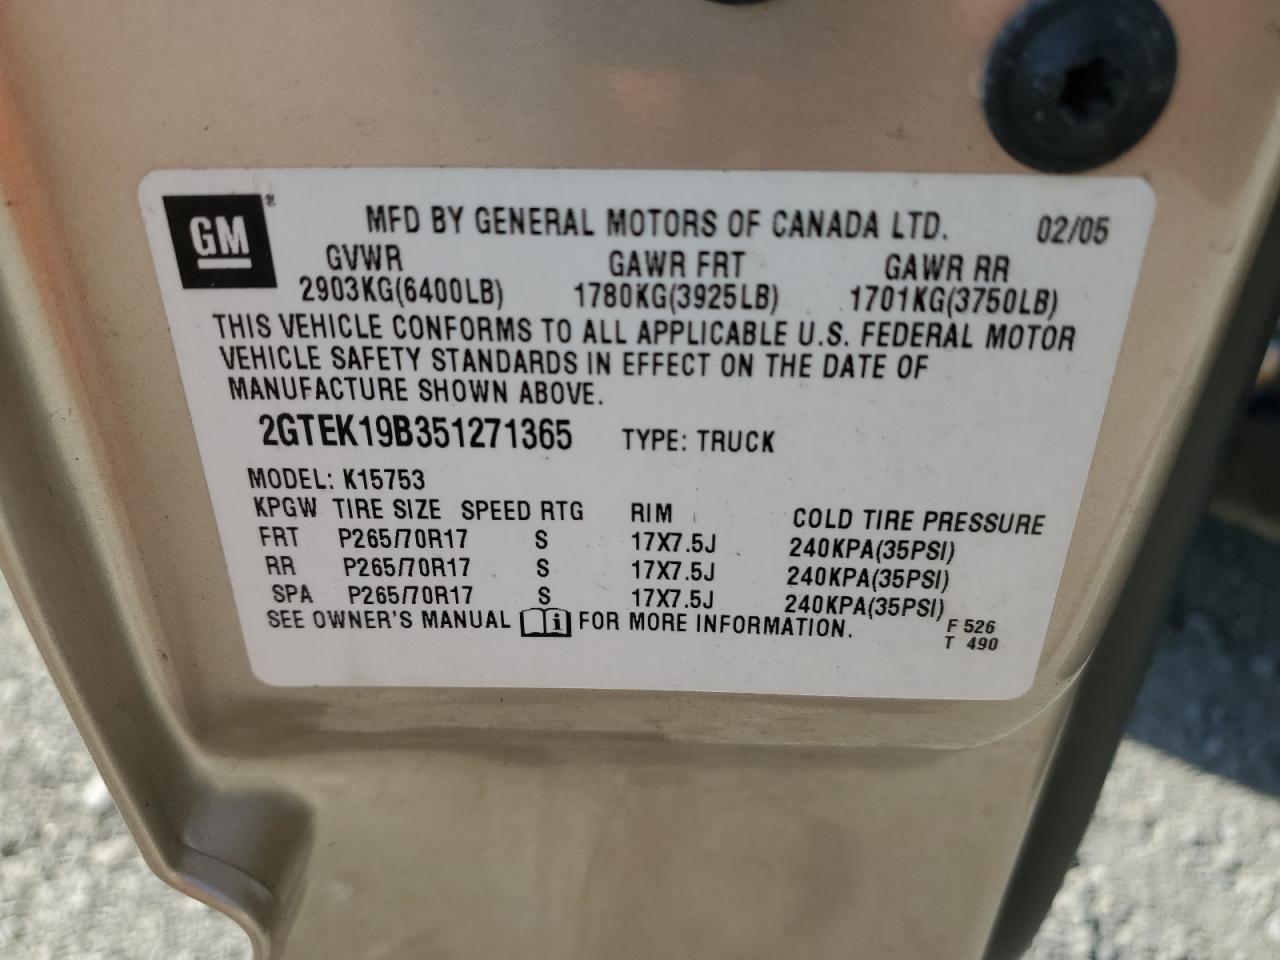 GM®
MFD BY GENERAL MOTORS OF CANADA LTD. 02/05
GVWR GAWR FRT GAWR RR
2903KG(6400LB) 1780KG(3925LB) 1701KG(3750LB)
THIS VEHICLE CONFORMS TO ALL APPLICABLE U.S. FEDERAL MOTOR
VEHICLE SAFETY STANDARDS IN EFFECT ON THE DATE OF
MANUFACTURE SHOWN ABOVE.
2GTEK19B351271365 TYPE: TRUCK
MODEL: K15753
KPGW TIRE SIZE SPEED RTG RIM COLD TIRE PRESSURE
FRT P265/70R17 S 17X7.5J 240KPA(35PSI)
RR P265/70R17 S 17X7.5J 240KPA(35PSI)
SPA P265/70R17 S 17X7.5J 240KPA(35PSI)
SEE OWNER'S MANUAL i FOR MORE INFORMATION.
F 526
T 490